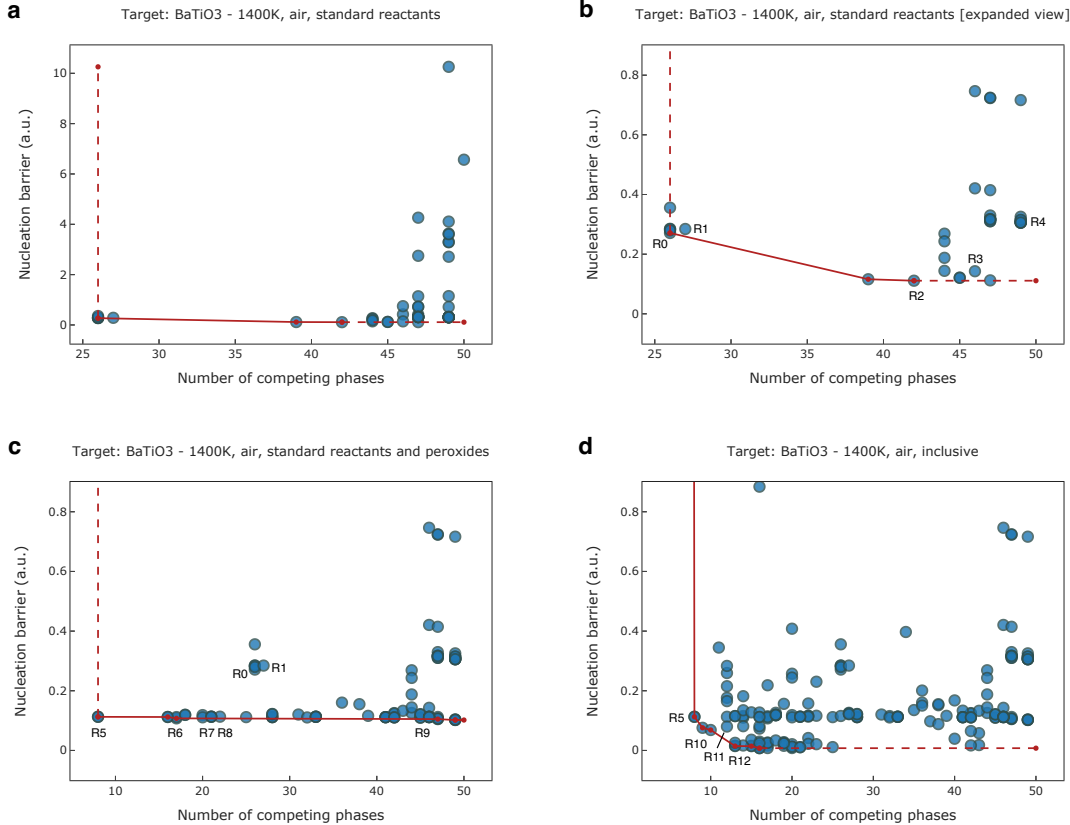 a
Target: BaTiO3 - 1400K, air, standard reactants
Nucleation barrier (a.u.)
10
8
6
4
2
0
25
30
35
40
45
50
Number of competing phases
b
Target: BaTiO3 - 1400K, air, standard reactants [expanded view]
Nucleation barrier (a.u.)
0.8
0.6
0.4
0.2
0
R0
R1
R2
R3
R4
25
30
35
40
45
50
Number of competing phases
c
Target: BaTiO3 - 1400K, air, standard reactants and peroxides
Nucleation barrier (a.u.)
0.8
0.6
0.4
0.2
0
R0
R1
R5
R6
R7
R8
R9
10
20
30
40
50
Number of competing phases
d
Target: BaTiO3 - 1400K, air, inclusive
Nucleation barrier (a.u.)
0.8
0.6
0.4
0.2
0
R5
R10
R11
R12
10
20
30
40
50
Number of competing phases